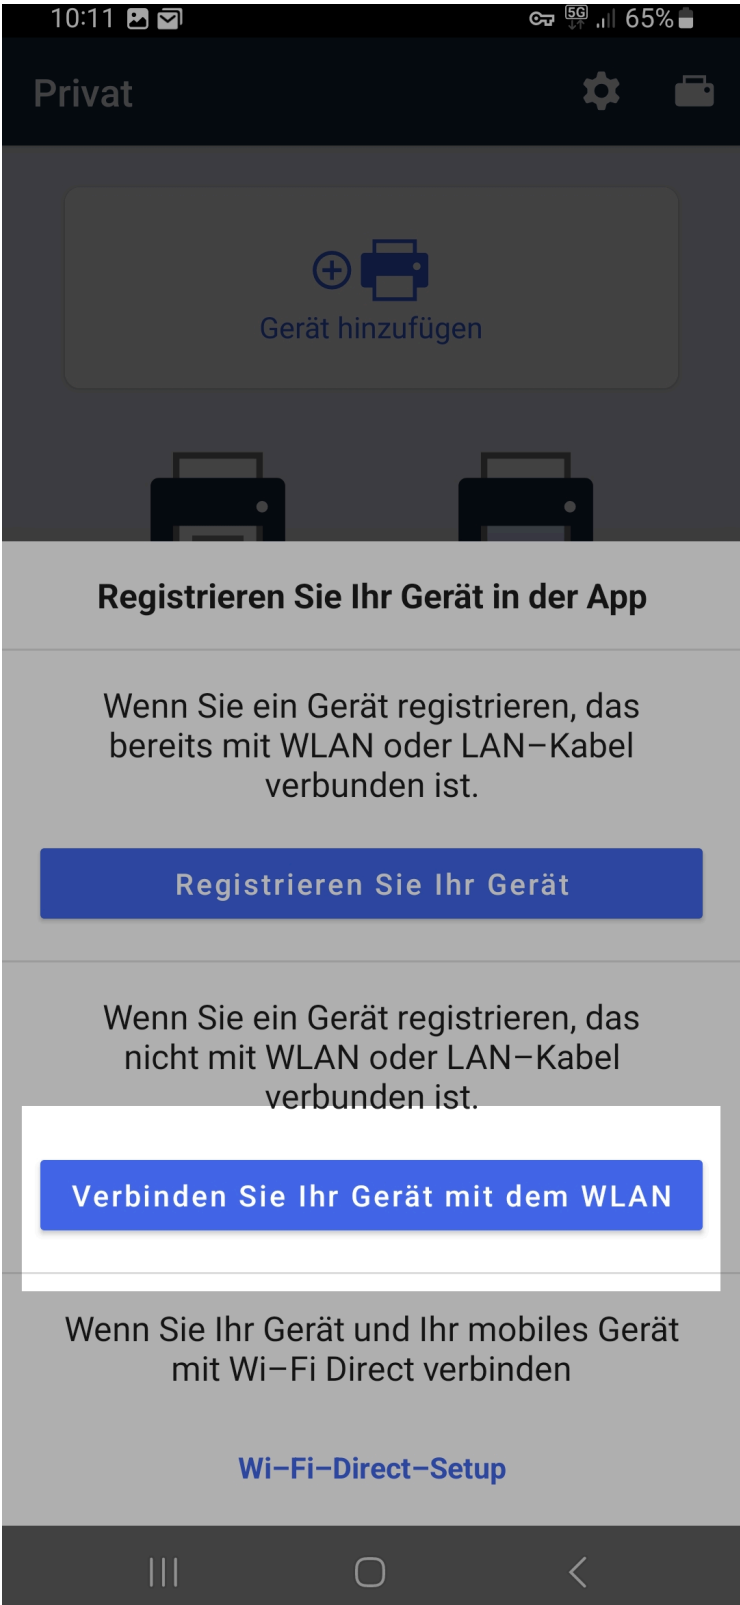 10:11 5G 65%
Privat
Gerät hinzufügen
Registrieren Sie Ihr Gerät in der App
Wenn Sie ein Gerät registrieren, das
bereits mit WLAN oder LAN–Kabel
verbunden ist.
Registrieren Sie Ihr Gerät
Wenn Sie ein Gerät registrieren, das
nicht mit WLAN oder LAN–Kabel
verbunden ist.
Verbinden Sie Ihr Gerät mit dem WLAN
Wenn Sie Ihr Gerät und Ihr mobiles Gerät
mit Wi–Fi Direct verbinden
Wi–Fi–Direct–Setup